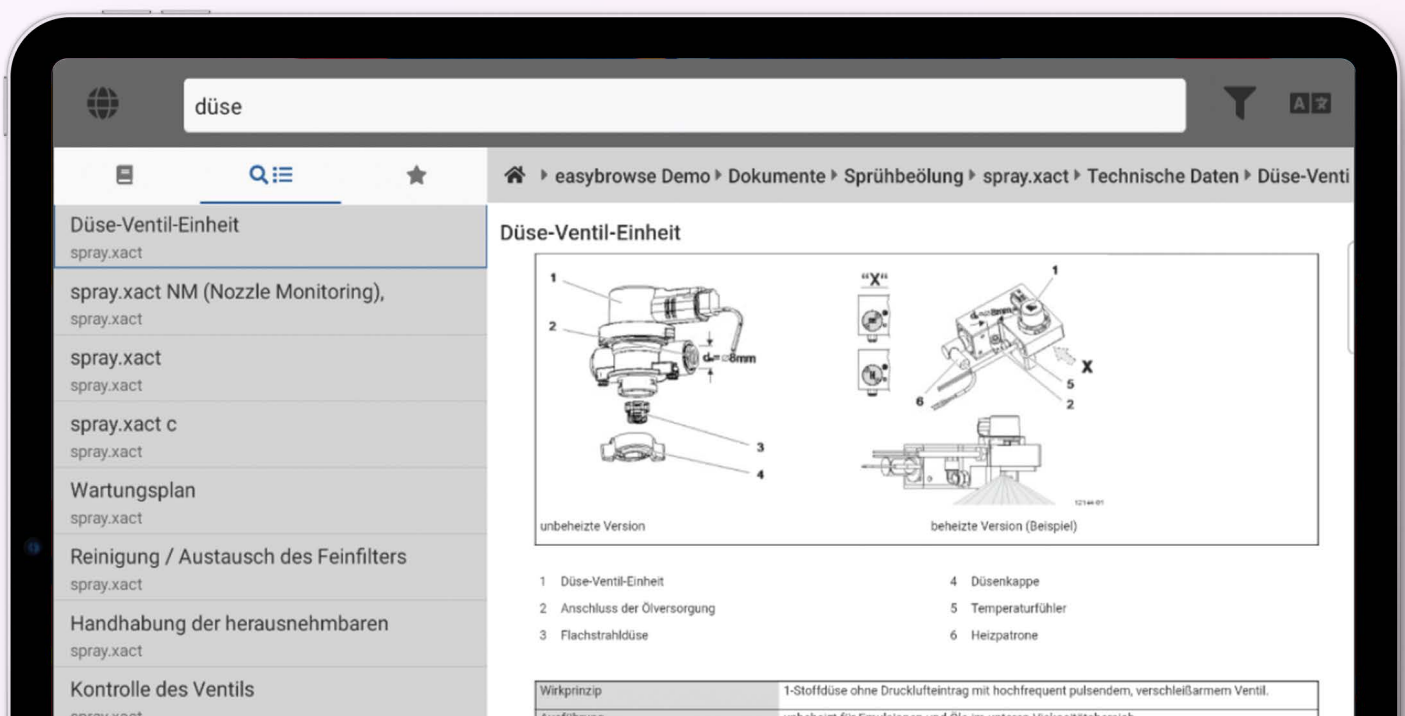 düse
easybrowse Demo Dokumente Sprühbeölung spray.xact Technische Daten Düse-Venti
Düse-Ventil-Einheit
spray.xact
spray.xact NM (Nozzle Monitoring),
spray.xact
spray.xact
spray.xact
spray.xact c
spray.xact
Wartungsplan
spray.xact
Reinigung / Austausch des Feinfilters
spray.xact
Handhabung der herausnehmbaren
spray.xact
Kontrolle des Ventils
spray.xact
Düse-Ventil-Einheit
1
2
3
4
"X"
1
X
5
2
6
12144-01
unbeheizte Version
beheizte Version (Beispiel)
1 Düse-Ventil-Einheit
2 Anschluss der Ölversorgung
3 Flachstrahldüse
4 Düsenkappe
5 Temperaturfühler
6 Heizpatrone
Wirkprinzip 1-Stoffdüse ohne Drucklufteintrag mit hochfrequent pulsendem, verschleißarmem Ventil.